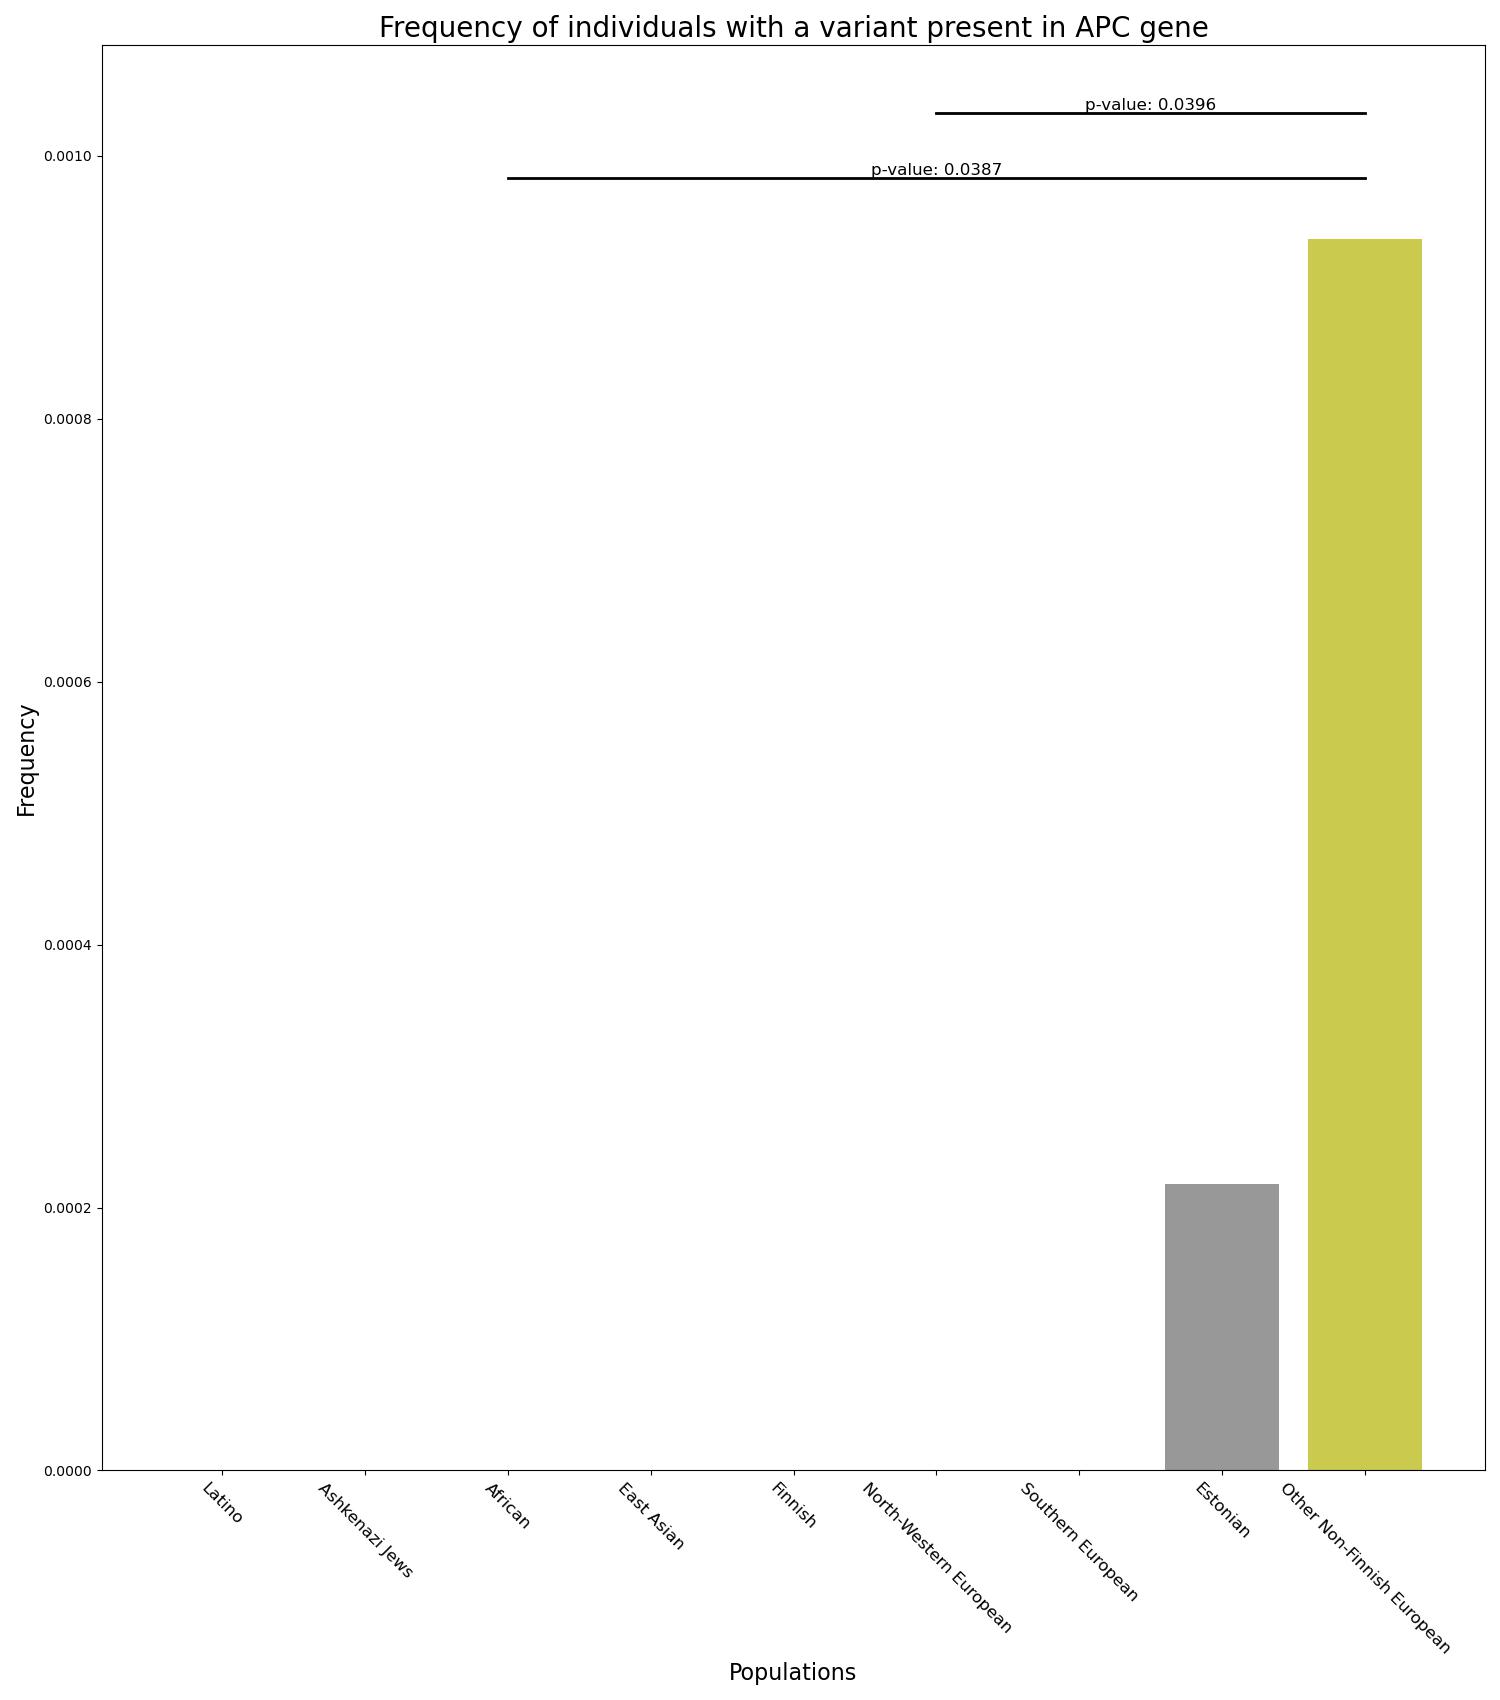 Frequency of individuals with a variant present in APC gene
p-value: 0.0396
p-value: 0.0387
0.0010
0.0008
0.0006
0.0004
0.0002
0.0000
Frequency
Latino
Ashkenazi Jews
African
East Asian
Finnish
North-Western European
Southern European
Estonian
Other Non-Finnish European
Populations